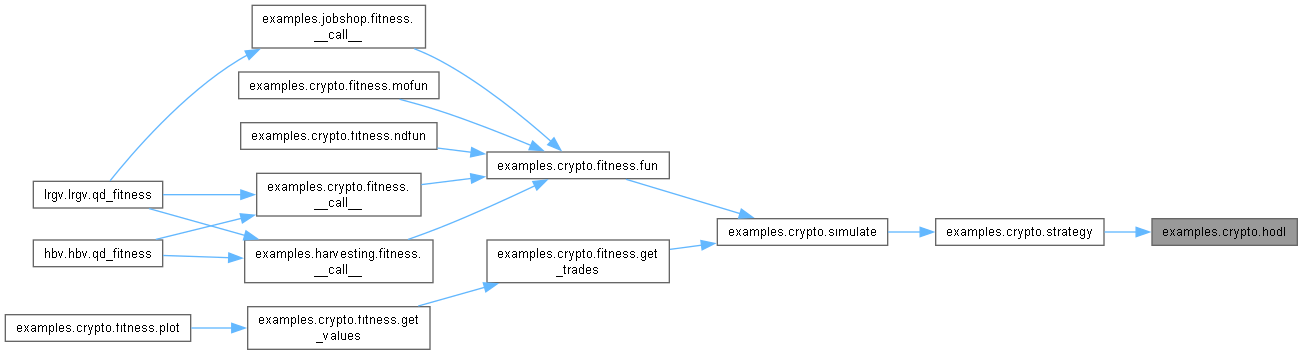 examples.jobshop.fitness.
__call__
examples.crypto.fitness.mofun
examples.crypto.fitness.ndfun
examples.crypto.fitness.fun
lrgv.lrgv.qd_fitness
examples.crypto.fitness.
__call__
examples.crypto.simulate
examples.crypto.strategy
examples.crypto.hodl
hbv.hbv.qd_fitness
examples.harvesting.fitness.
__call__
examples.crypto.fitness.get
_trades
examples.crypto.fitness.plot
examples.crypto.fitness.get
_values